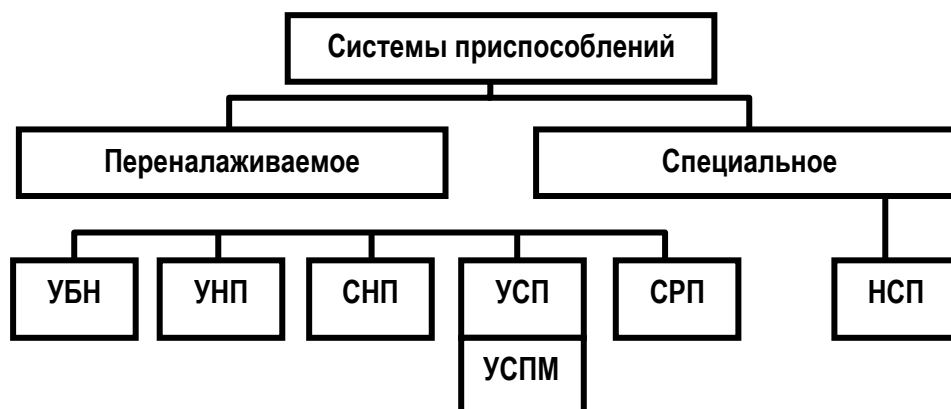 Системы приспособлений
Переналаживаемое
Специальное
УБН
УНП
СНП
УСП
СРП
НСП
УСПМ